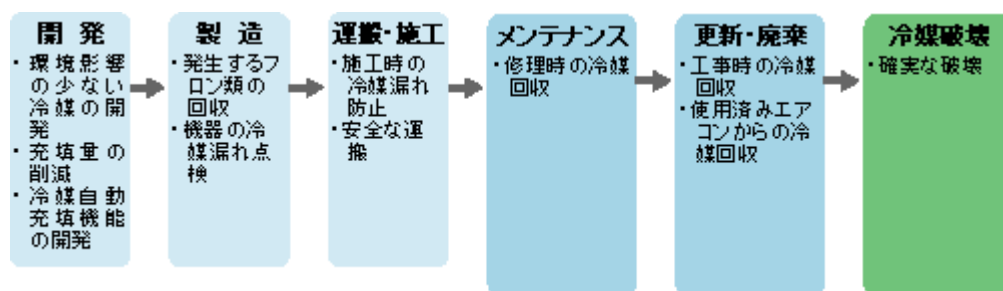 開発
・環境影響
の少ない
冷媒の開
発
・充填量の
削減
・冷媒自動
充填機能
の開発
製造
・発生するフ
ロン類の
回収
・機器の冷
媒漏れ点
検
運搬・施工
・施工時の
冷媒漏れ
防止
・安全な運
搬
メンテナンス
・修理時の冷媒
回収
更新・廃棄
・工事時の冷媒
回収
・使用済みエア
コンからの冷
媒回収
冷媒破壊
・確実な破壊